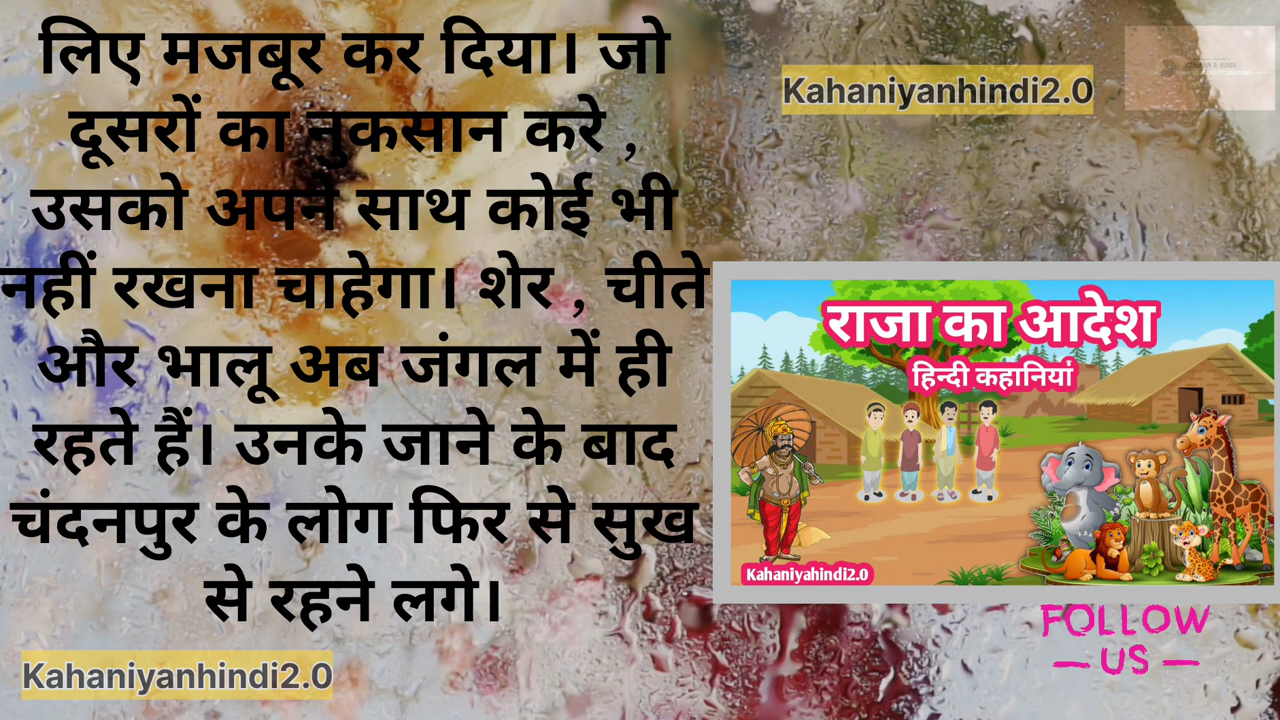 लिए मजबूर कर दिया। जो
दूसरों का नुकसान करे ,
उसको अपने साथ कोई भी
नहीं रखना चाहेगा। शेर , चीते
और भालू अब जंगल में ही
रहते हैं। उनके जाने के बाद
चंदनपुर के लोग फिर से सुख
से रहने लगे।
Kahaniyanhindi2.0
Kahaniyanhindi2.0
राजा का आदेश
हिन्दी कहानियां
Kahaniyahindi2.0
FOLLOW
— US —